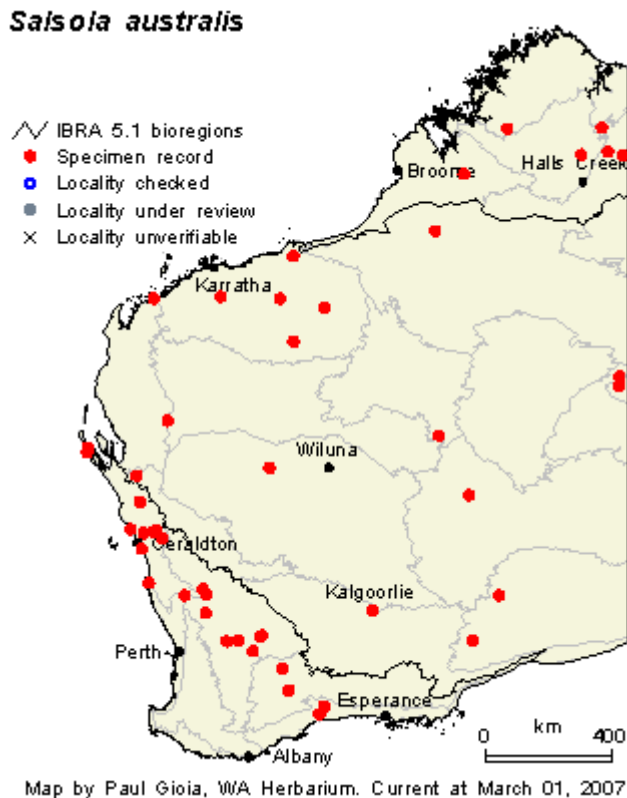 Salsola australis
IBRA 5.1 bioregions
Specimen record
Locality checked
Locality under review
Locality unverifiable
Broome
Halls Creek
Karratha
Wiluna
Geraldton
Kalgoorlie
Perth
Esperance
Albany
km
0 400
Map by Paul Gioia, WA Herbarium. Current at March 01, 2007